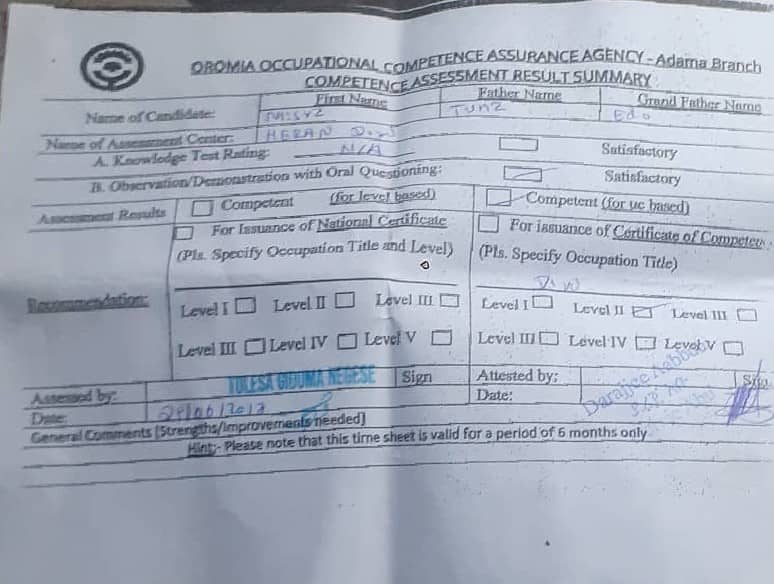 OROMIA OCCUPATIONAL COMPETENCE ASSURANCE AGENCY - Adama Branch
COMPETENCE ASSESSMENT RESULT SUMMARY
First Name Father Name Grand Father Name
Name of Candidate: Edo
Name of Assessment Center: HERAN
A. Knowledge Test Rating: N/A Satisfactory
B. Observation/Demonstration with Oral Questioning: Satisfactory
Assessment Results Competent (for level based) Competent (for uc based)
For Issuance of National Certificate For issuance of Certificate of Competen
(Pls. Specify Occupation Title and Level) (Pls. Specify Occupation Title)
Recommendation:
Level I Level II Level III Level I Level II Level III
Level III Level IV Level V Level III Level IV Level V
Assessed by: TOLESA GIDUMA NEGESE Sign Attested by: Sign
Date: Date:
General Comments [Strengths/Improvements needed]
Hint:- Please note that this time sheet is valid for a period of 6 months only